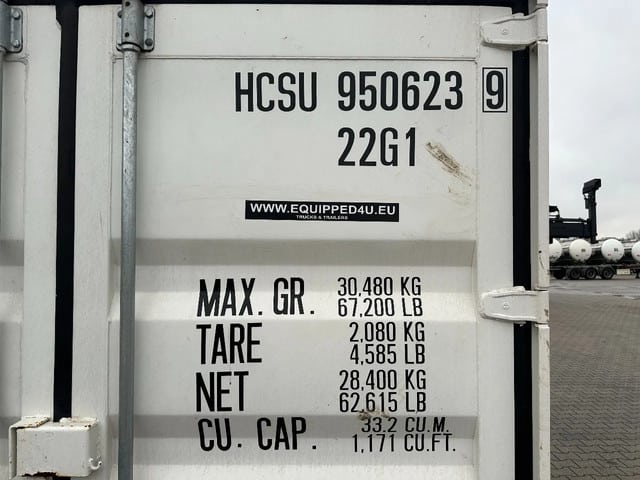 HCSU 950623 9
22G1
WWW.EQUIPPED4U.EU
TRUCKS & TRAILERS
MAX. GR. 30,480 KG
67,200 LB
TARE 2,080 KG
4,585 LB
NET 28,400 KG
62,615 LB
CU. CAP. 33.2 CU.M.
1,171 CU.FT.